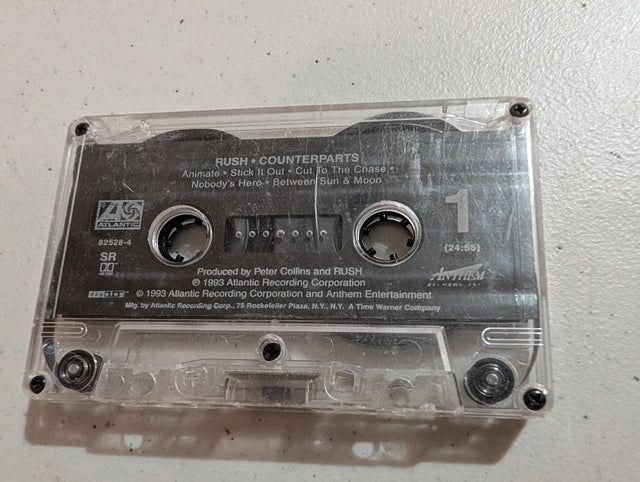 RUSH • COUNTERPARTS
Animate • Stick It Out • Cut To The Chase •
Nobody's Hero • Between Sun & Moon
ATLANTIC
82528-4
SR
1
(24:55)
ANTHEM
Produced by Peter Collins and RUSH
℗ 1993 Atlantic Recording Corporation
© 1993 Atlantic Recording Corporation and Anthem Entertainment
Mfg. by Atlantic Recording Corp., 75 Rockefeller Plaza, N.Y., N.Y. A Time Warner Company